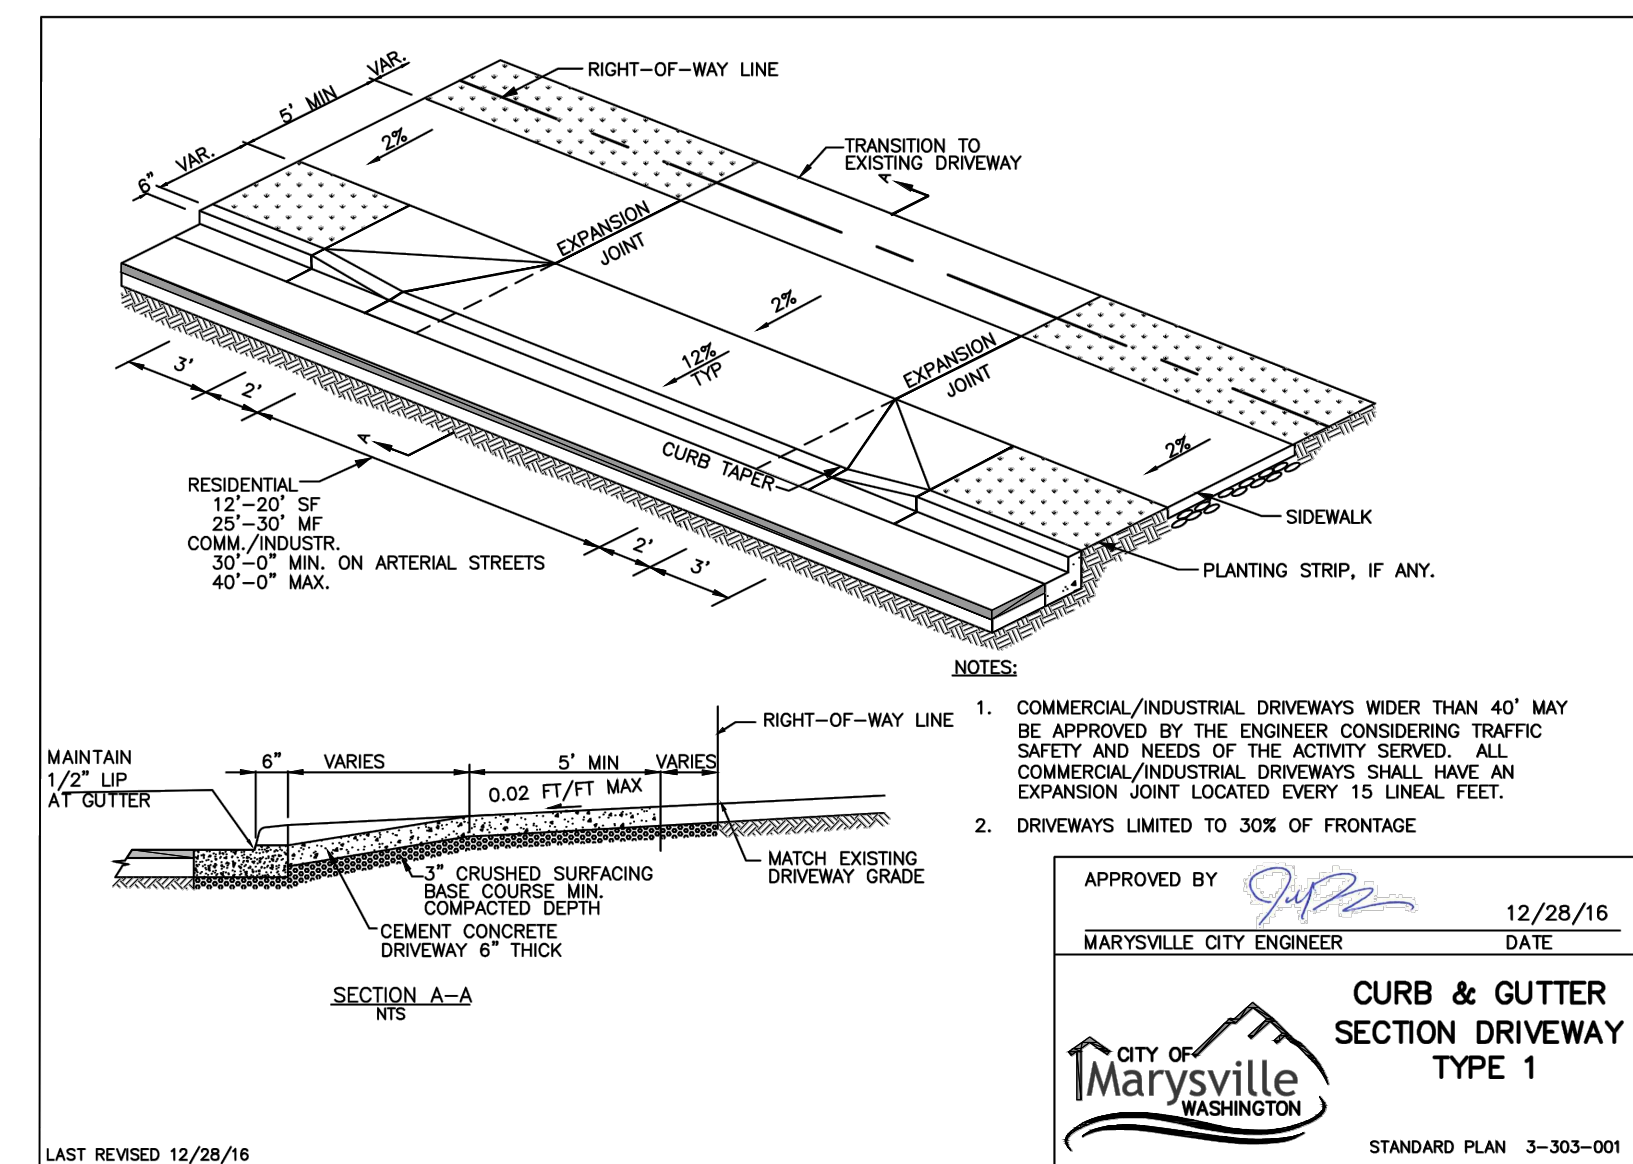 VAR.
5' MIN
VAR.
6"
RIGHT-OF-WAY LINE
2%
TRANSITION TO
EXISTING DRIVEWAY
A
EXPANSION
JOINT
2%
12%
TYP
EXPANSION
JOINT
3'
2'
A
CURB TAPER
2%
RESIDENTIAL
12'-20' SF
25'-30' MF
COMM./INDUSTR.
30'-0" MIN. ON ARTERIAL STREETS
40'-0" MAX.
2'
3'
SIDEWALK
PLANTING STRIP, IF ANY.
NOTES:
1. COMMERCIAL/INDUSTRIAL DRIVEWAYS WIDER THAN 40' MAY
BE APPROVED BY THE ENGINEER CONSIDERING TRAFFIC
SAFETY AND NEEDS OF THE ACTIVITY SERVED. ALL
COMMERCIAL/INDUSTRIAL DRIVEWAYS SHALL HAVE AN
EXPANSION JOINT LOCATED EVERY 15 LINEAL FEET.
2. DRIVEWAYS LIMITED TO 30% OF FRONTAGE
RIGHT-OF-WAY LINE
MAINTAIN
1/2" LIP
AT GUTTER
6"
VARIES
5' MIN
VARIES
0.02 FT/FT MAX
MATCH EXISTING
DRIVEWAY GRADE
3" CRUSHED SURFACING
BASE COURSE MIN.
COMPACTED DEPTH
CEMENT CONCRETE
DRIVEWAY 6" THICK
SECTION A-A
NTS
APPROVED BY
12/28/16
MARYSVILLE CITY ENGINEER
DATE
CURB & GUTTER
SECTION DRIVEWAY
TYPE 1
CITY OF
Marysville
WASHINGTON
STANDARD PLAN 3-303-001
LAST REVISED 12/28/16